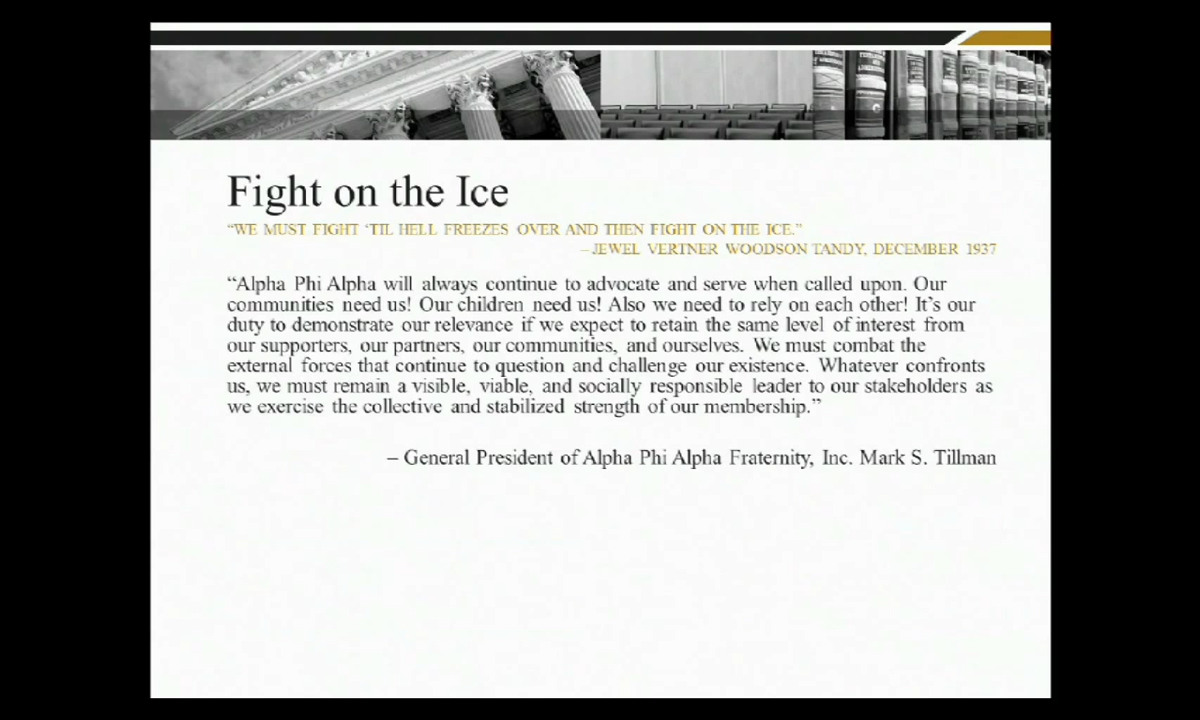 Fight on the Ice
“WE MUST FIGHT ‘TIL HELL FREEZES OVER AND THEN FIGHT ON THE ICE.”
– JEWEL VERTNER WOODSON TANDY, DECEMBER 1937
“Alpha Phi Alpha will always continue to advocate and serve when called upon. Our
communities need us! Our children need us! Also we need to rely on each other! It’s our
duty to demonstrate our relevance if we expect to retain the same level of interest from
our supporters, our partners, our communities, and ourselves. We must combat the
external forces that continue to question and challenge our existence. Whatever confronts
us, we must remain a visible, viable, and socially responsible leader to our stakeholders as
we exercise the collective and stabilized strength of our membership.”
– General President of Alpha Phi Alpha Fraternity, Inc. Mark S. Tillman